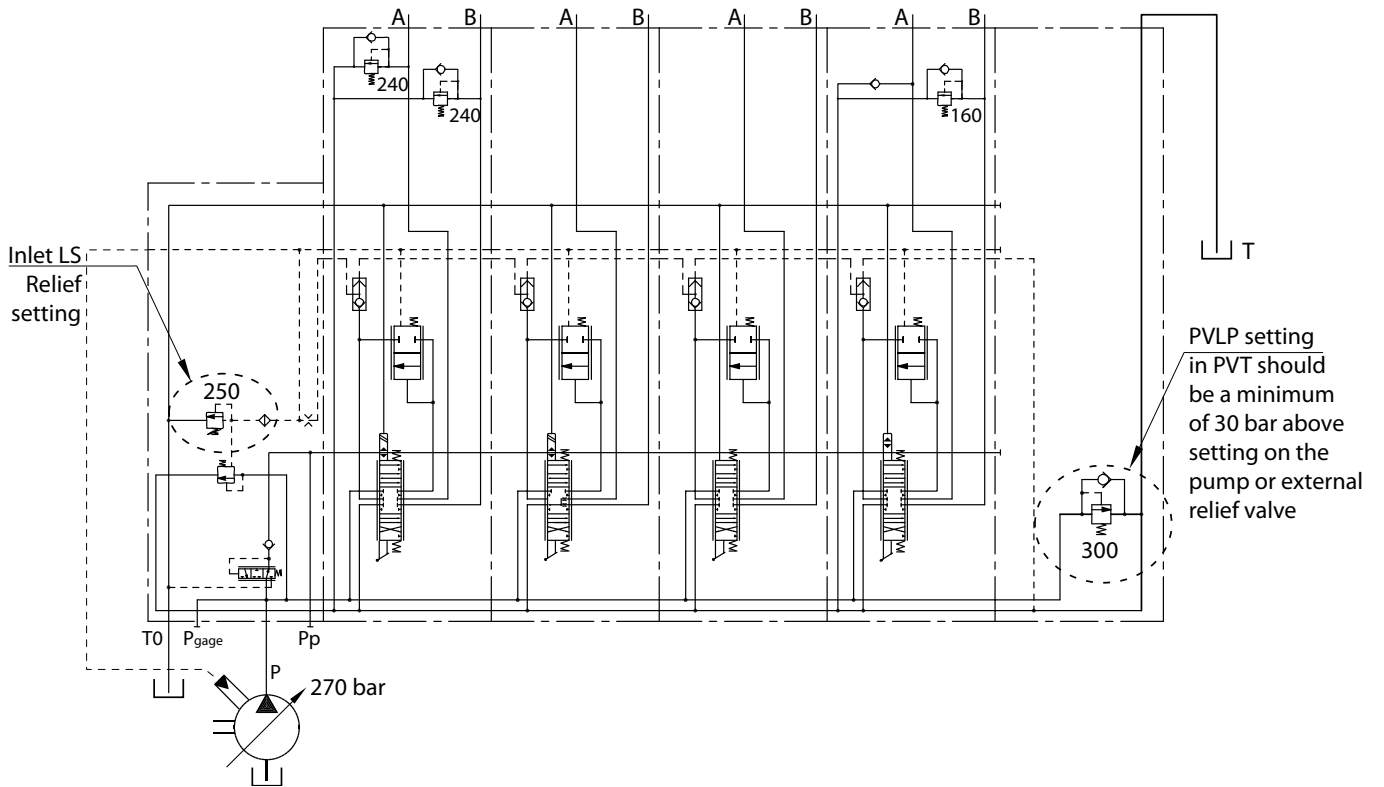 A B A B A B A B
240
240
160
T
Inlet LS
Relief
setting
250
PVLP setting
in PVT should
be a minimum
of 30 bar above
setting on the
pump or external
relief valve
300
T0 Pgage Pp
P
270 bar